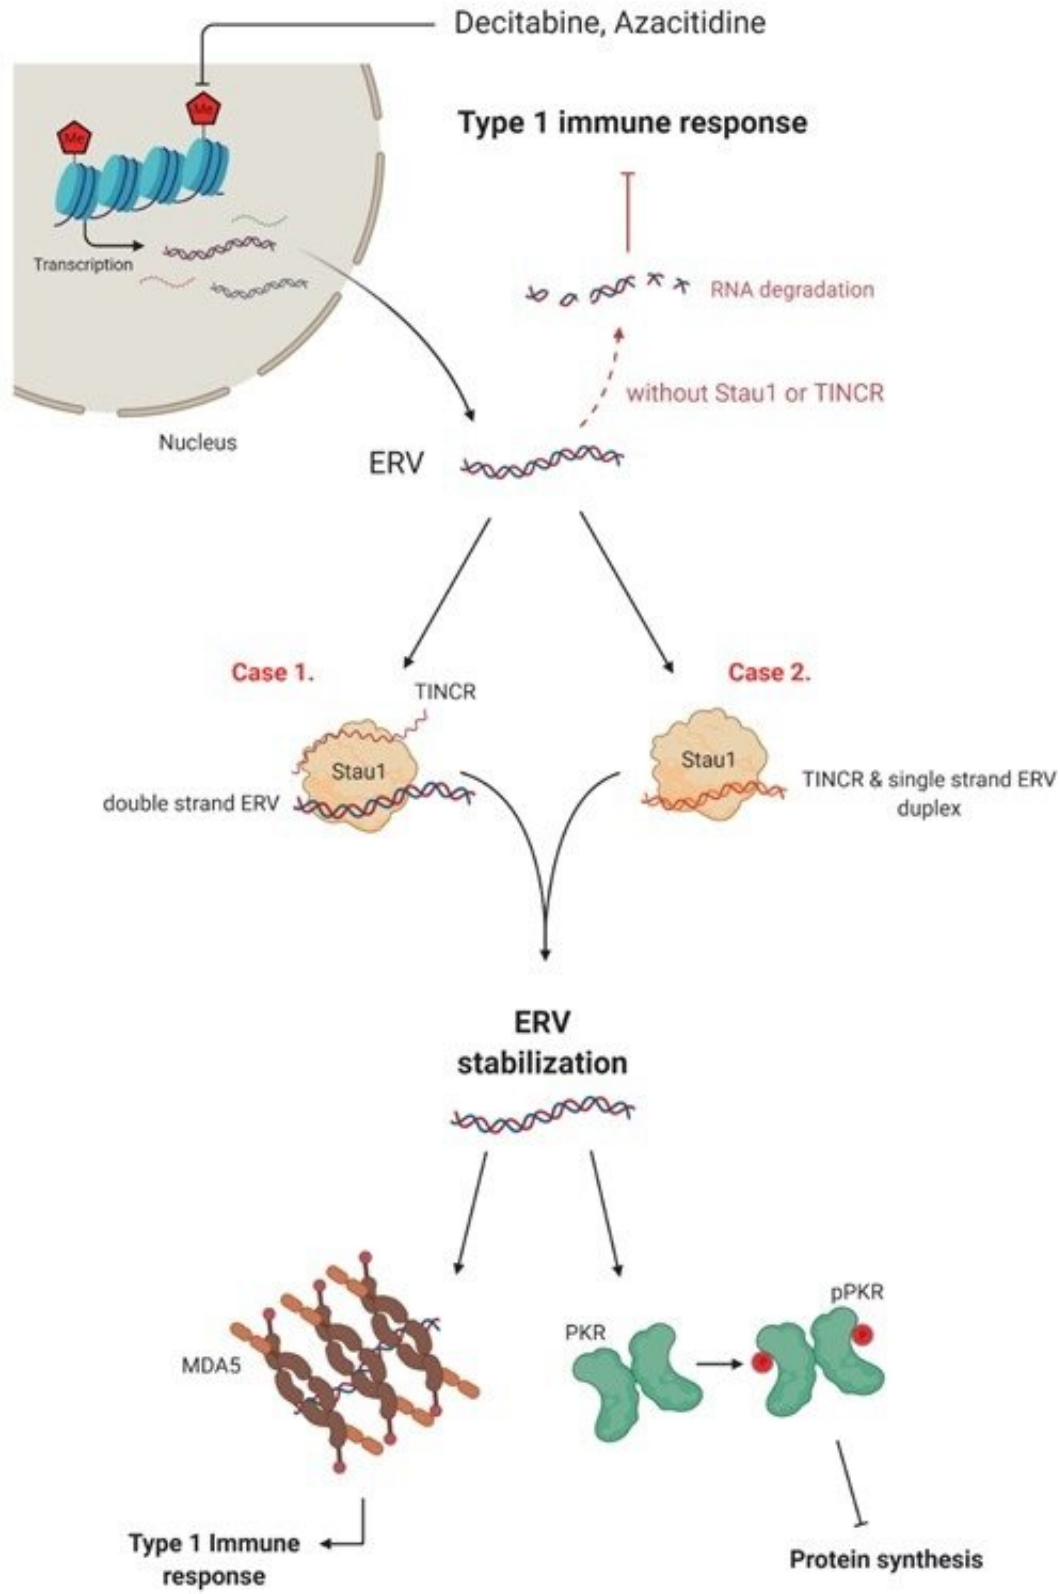 Decitabine, Azacitidine
Me
Me
Type 1 immune response
Transcription
RNA degradation
without Stau1 or TINCR
Nucleus
ERV
Case 1.
Case 2.
TINCR
Stau1
double strand ERV
Stau1
TINCR & single strand ERV
duplex
ERV
stabilization
MDA5
PKR
pPKR
P
P
Type 1 Immune
response
Protein synthesis